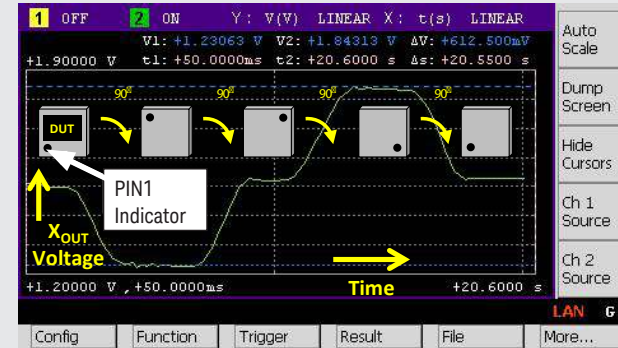 1 OFF 2 ON Y: V(V) LINEAR X: t(s) LINEAR
V1: +1.23063 V V2: +1.84313 V ΔV: +612.500mV
+1.90000 V t1: +50.0000ms t2: +20.6000 s Δs: +20.5500 s
90° 90° 90° 90°
DUT
PIN1
Indicator
XOUT
Voltage
Time
+1.20000 V ,+50.0000ms +20.6000 s
Auto
Scale
Dump
Screen
Hide
Cursors
Ch 1
Source
Ch 2
Source
LAN G
Config Function Trigger Result File More...